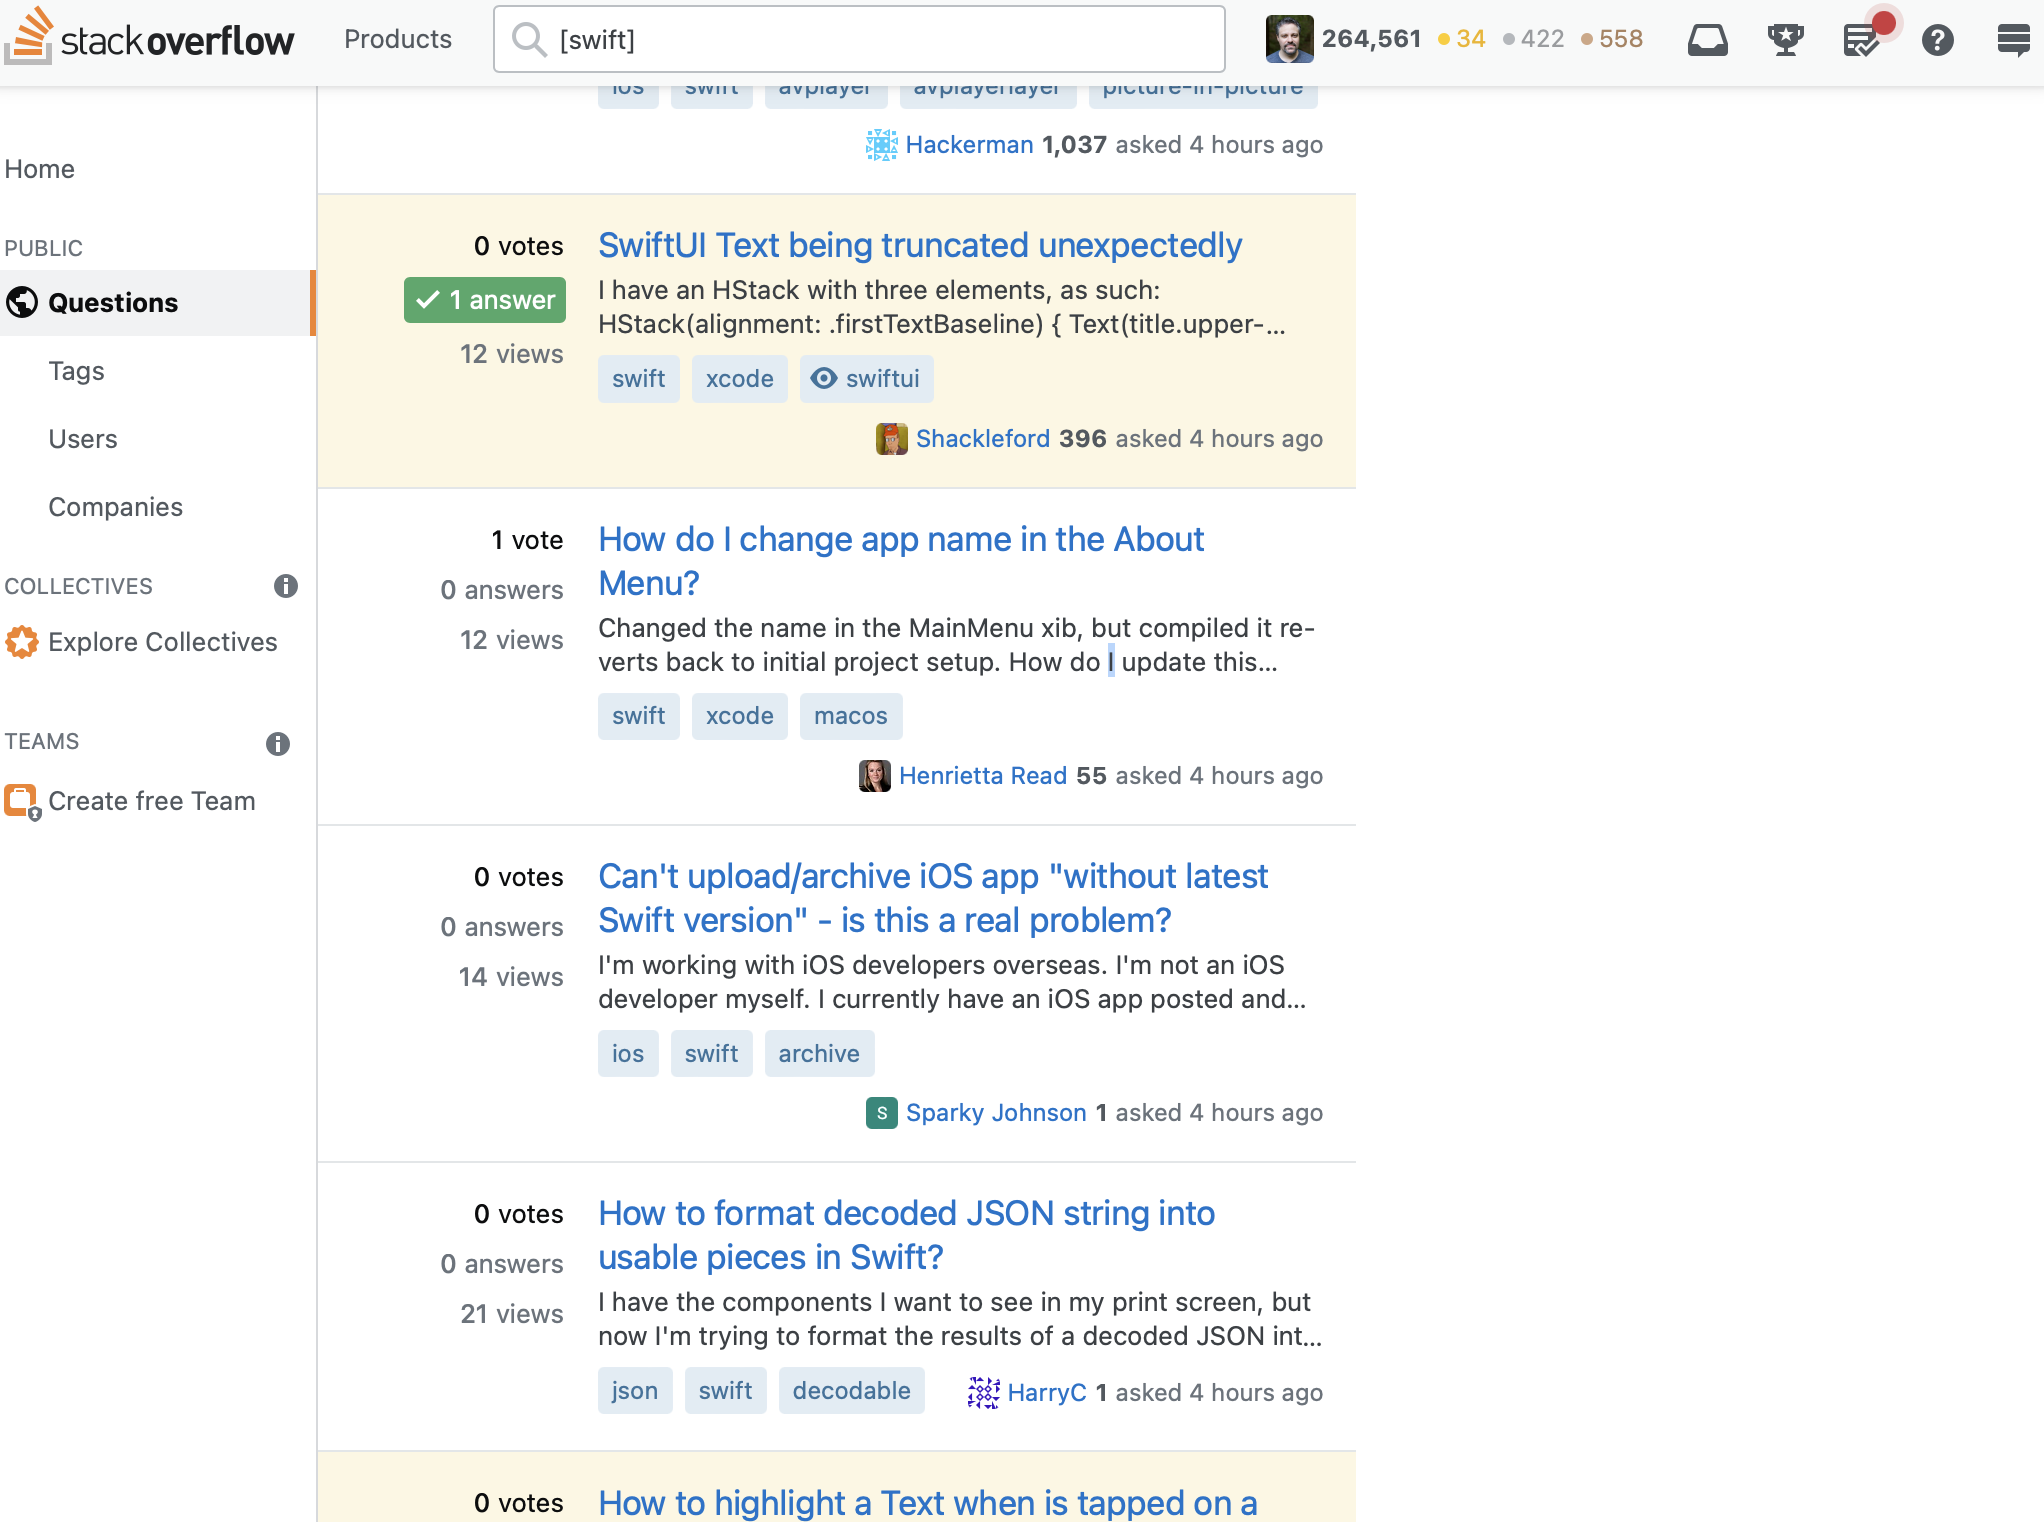 stack overflow
Products
[swift]
264,561 34 422 558
Home
PUBLIC
Questions
Tags
Users
Companies
COLLECTIVES
Explore Collectives
TEAMS
Create free Team
ios swift avplayer avplayerlayer picture-in-picture
Hackerman 1,037 asked 4 hours ago
0 votes
1 answer
12 views
SwiftUI Text being truncated unexpectedly
I have an HStack with three elements, as such:
HStack(alignment: .firstTextBaseline) { Text(title.upper-...
swift xcode swiftui
Shackleford 396 asked 4 hours ago
1 vote
0 answers
12 views
How do I change app name in the About
Menu?
Changed the name in the MainMenu xib, but compiled it re-
verts back to initial project setup. How do I update this...
swift xcode macos
Henrietta Read 55 asked 4 hours ago
0 votes
0 answers
14 views
Can't upload/archive iOS app "without latest
Swift version" - is this a real problem?
I'm working with iOS developers overseas. I'm not an iOS
developer myself. I currently have an iOS app posted and...
ios swift archive
S Sparky Johnson 1 asked 4 hours ago
0 votes
0 answers
21 views
How to format decoded JSON string into
usable pieces in Swift?
I have the components I want to see in my print screen, but
now I'm trying to format the results of a decoded JSON int...
json swift decodable
HarryC 1 asked 4 hours ago
0 votes
How to highlight a Text when is tapped on a